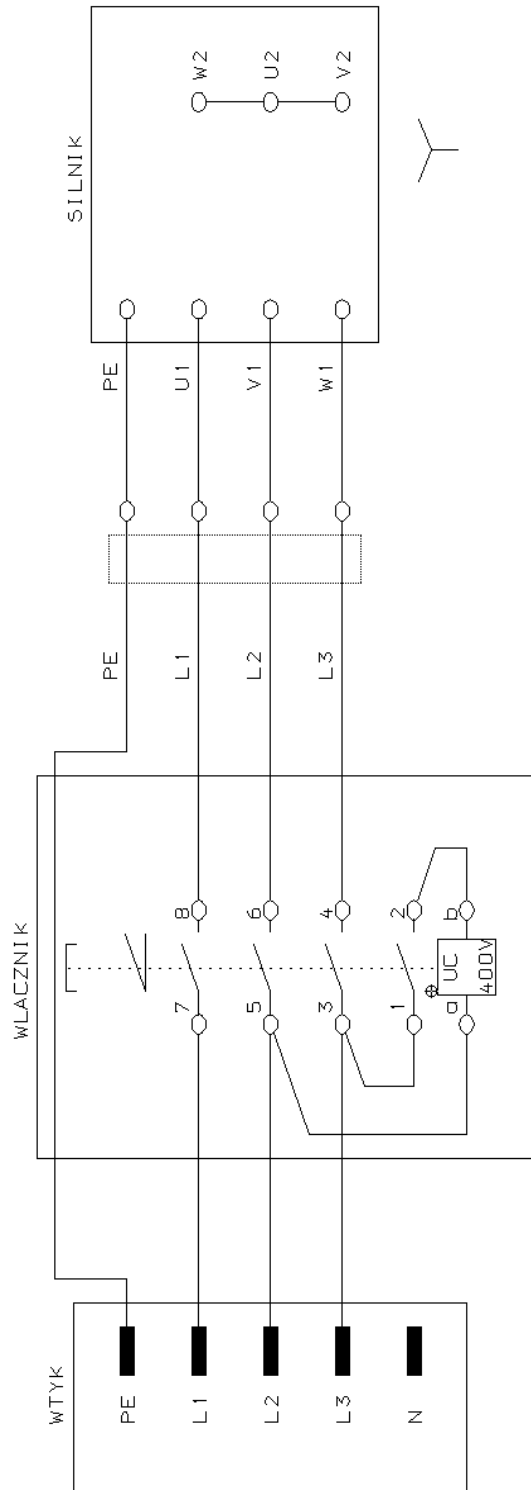 SILNIK
W2
U2
V2
PE
U1
V1
W1
PE
L1
L2
L3
WLACZNIK
8
6
4
2
b
7
5
3
1
a
UC
400V
WTYK
PE
L1
L2
L3
N